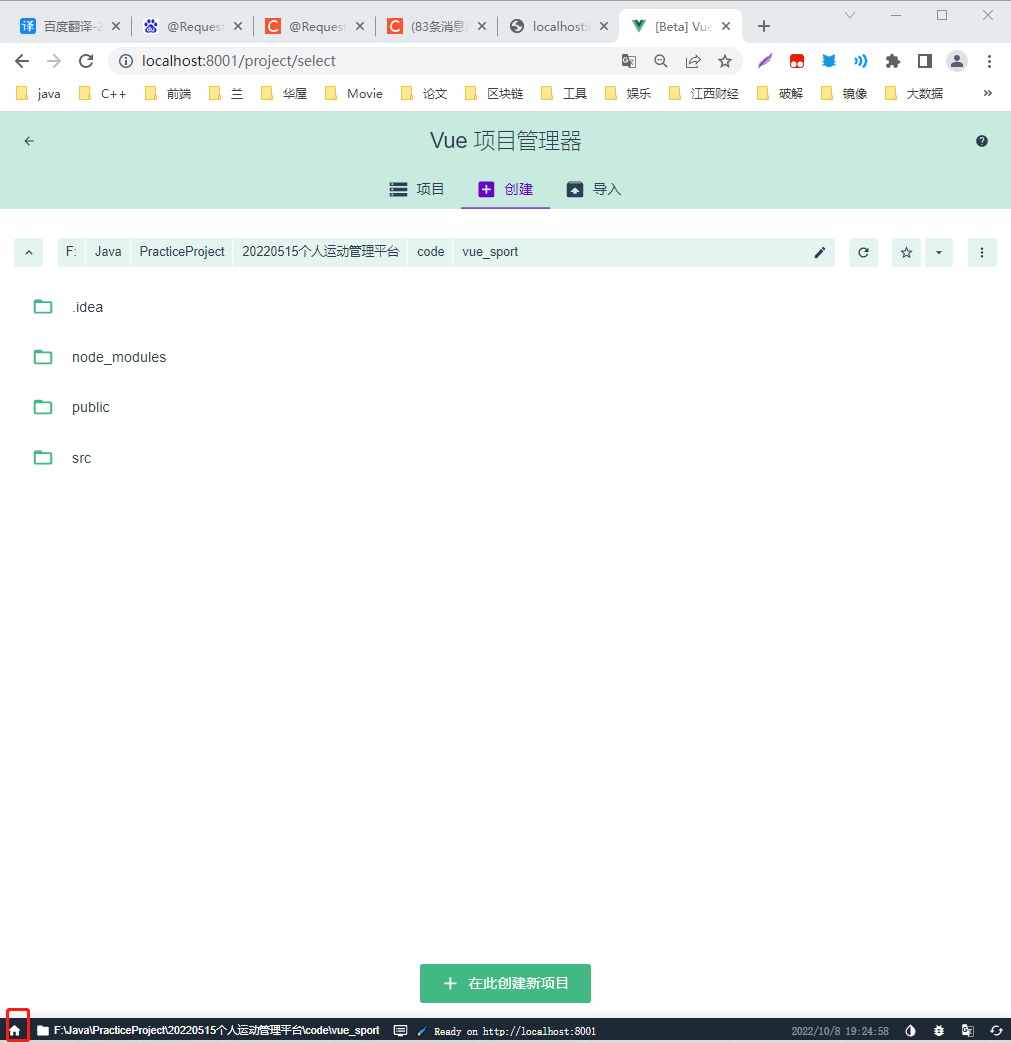 译 百度翻译-2 @Request C @Request C (83条消息) localhost:8 [Beta] Vue
localhost:8001/project/select
java C++ 前端 兰 华屋 Movie 论文 区块链 工具 娱乐 江西财经 破解 镜像 大数据 »
Vue 项目管理器
项目 创建 导入
F: Java PracticeProject 20220515个人运动管理平台 code vue_sport
.idea
node_modules
public
src
在此创建新项目
F:\Java\PracticeProject\20220515个人运动管理平台\code\vue_sport Ready on http://localhost:8001 2022/10/8 19:24:58